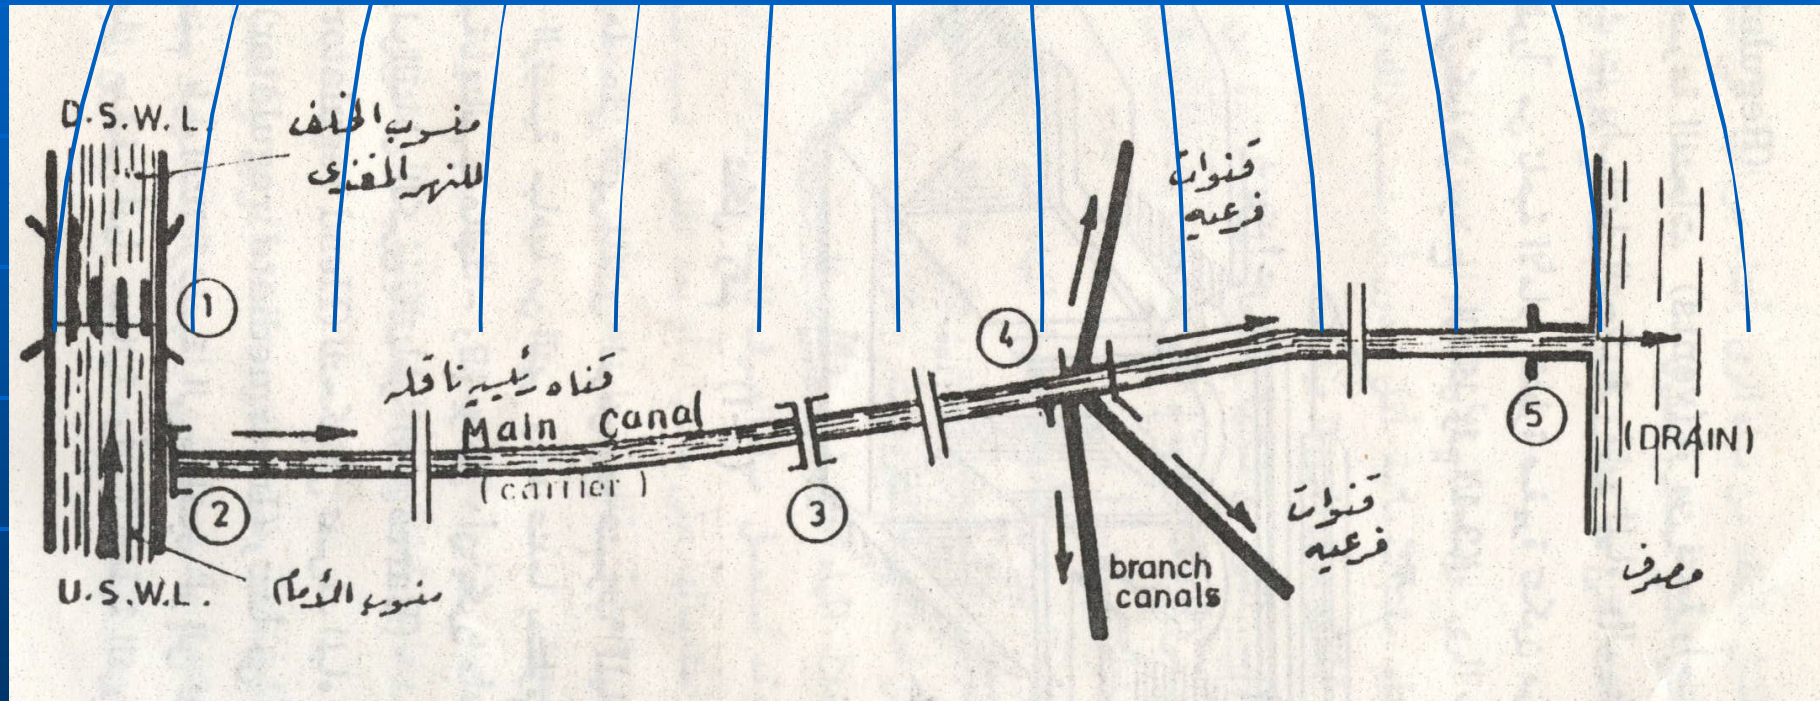 D.S.W.L.
منسوب الخلف
للنهر المغذي
1
قنوات
فرعيه
4
قناه رئيسيه ناقله
Main Canal
(carrier)
2
3
5
(DRAIN)
قنوات
فرعيه
branch
canals
مصرف
U.S.W.L.
منسوب الأمام